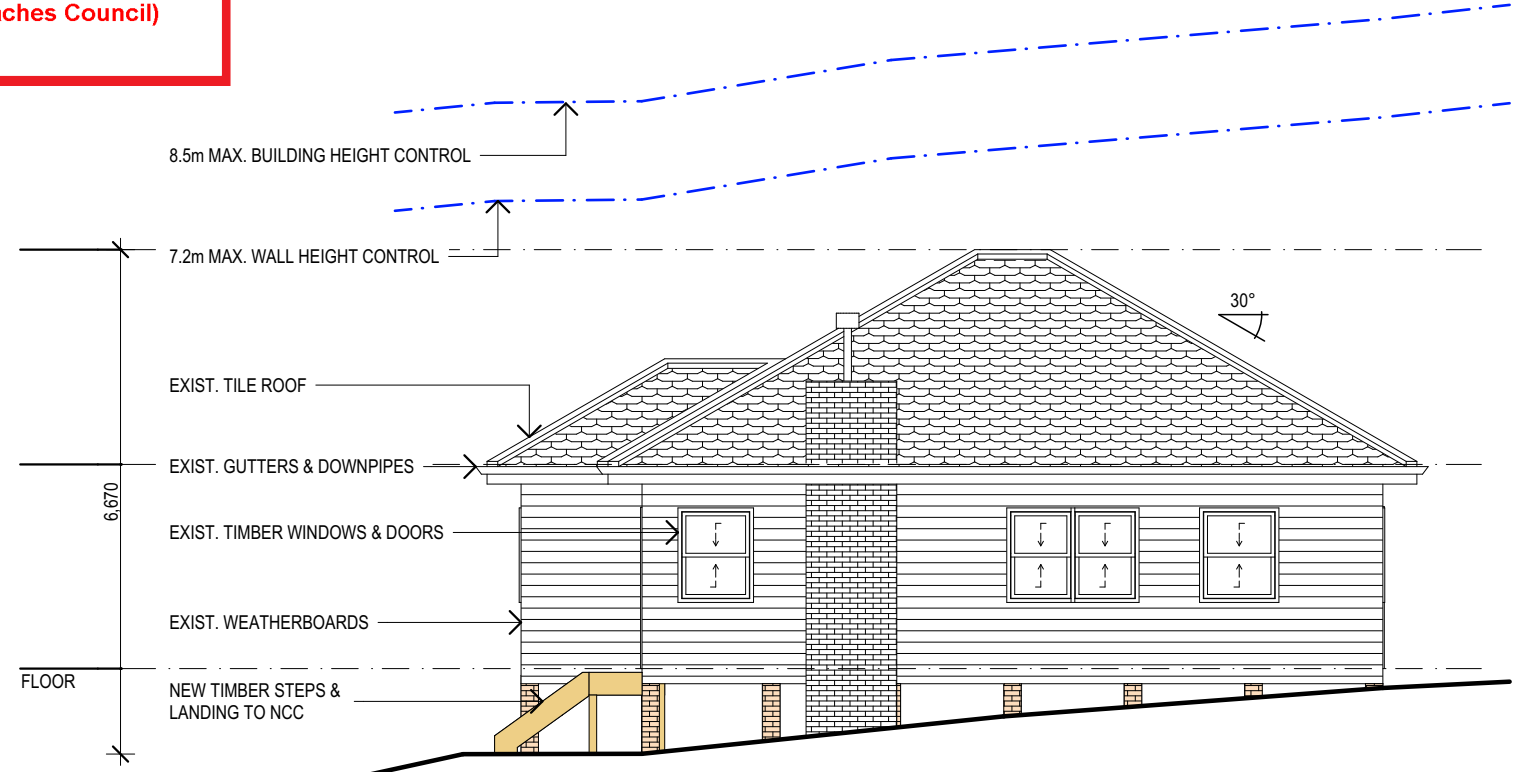 aches Council)
8.5m MAX. BUILDING HEIGHT CONTROL
7.2m MAX. WALL HEIGHT CONTROL
30°
EXIST. TILE ROOF
EXIST. GUTTERS & DOWNPIPES
6,670
EXIST. TIMBER WINDOWS & DOORS
EXIST. WEATHERBOARDS
FLOOR
NEW TIMBER STEPS &
LANDING TO NCC